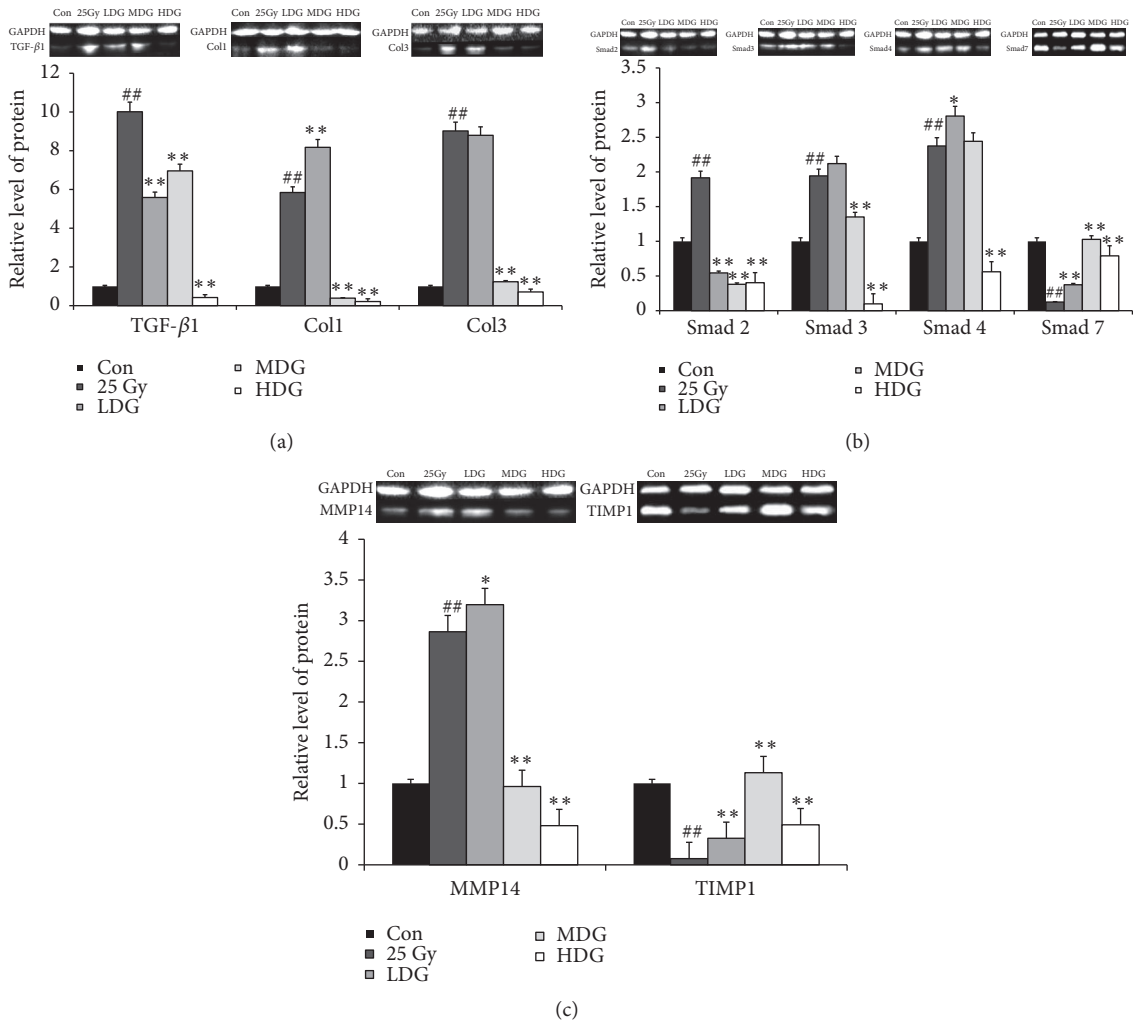 Con 25Gy LDG MDG HDG
GAPDH
TGF-β1
Con 25Gy LDG MDG HDG
GAPDH
Col1
Con 25Gy LDG MDG HDG
GAPDH
Col3
Relative level of protein
12
10
8
6
4
2
0
##
**
**
**
##
**
**
**
##
**
**
TGF-β1 Col1 Col3
Con
25 Gy
LDG
MDG
HDG
(a)
Con 25Gy LDG MDG HDG
GAPDH
Smad2
Con 25Gy LDG MDG HDG
GAPDH
Smad3
Con 25Gy LDG MDG HDG
GAPDH
Smad4
Con 25Gy LDG MDG HDG
GAPDH
Smad7
Relative level of protein
3.5
3
2.5
2
1.5
1
0.5
0
##
**
**
**
##
**
**
##
*
**
##
**
**
**
Smad 2 Smad 3 Smad 4 Smad 7
Con
25 Gy
LDG
MDG
HDG
(b)
Con 25Gy LDG MDG HDG
GAPDH
MMP14
Con 25Gy LDG MDG HDG
GAPDH
TIMP1
Relative level of protein
4
3.5
3
2.5
2
1.5
1
0.5
0
##
*
**
**
##
**
**
**
MMP14 TIMP1
Con
25 Gy
LDG
MDG
HDG
(c)